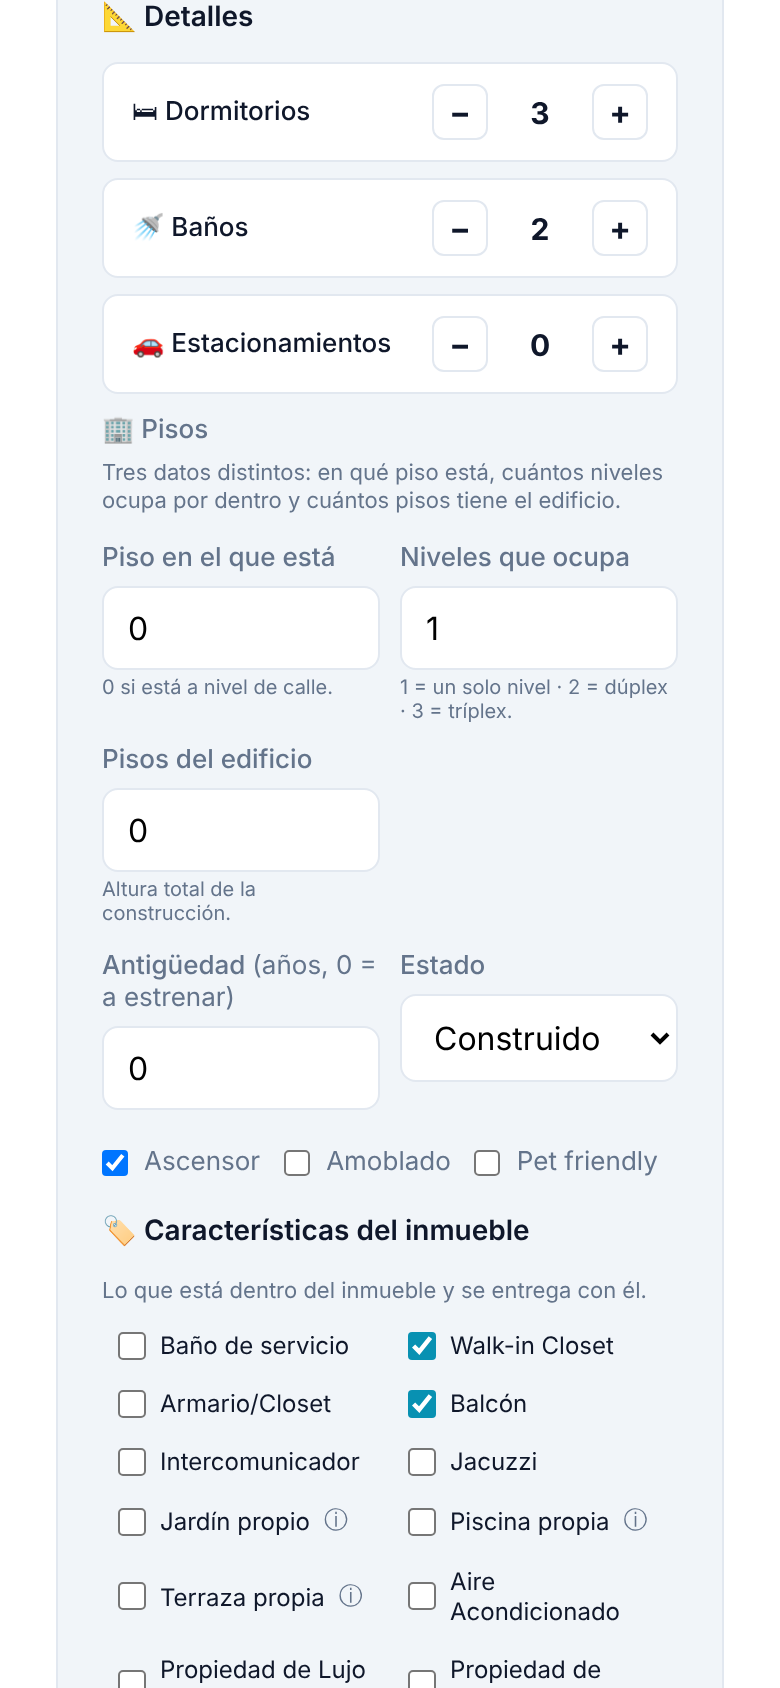 Detalles
Dormitorios − 3 +
Baños − 2 +
Estacionamientos − 0 +
Pisos
Tres datos distintos: en qué piso está, cuántos niveles
ocupa por dentro y cuántos pisos tiene el edificio.
Piso en el que está
Niveles que ocupa
0
1
0 si está a nivel de calle.
1 = un solo nivel · 2 = dúplex
· 3 = tríplex.
Pisos del edificio
0
Altura total de la
construcción.
Antigüedad (años, 0 =
a estrenar)
Estado
0
Construido
Ascensor
Amoblado
Pet friendly
Características del inmueble
Lo que está dentro del inmueble y se entrega con él.
Baño de servicio
Walk-in Closet
Armario/Closet
Balcón
Intercomunicador
Jacuzzi
Jardín propio ⓘ
Piscina propia ⓘ
Terraza propia ⓘ
Aire
Acondicionado
Propiedad de Lujo
Propiedad de